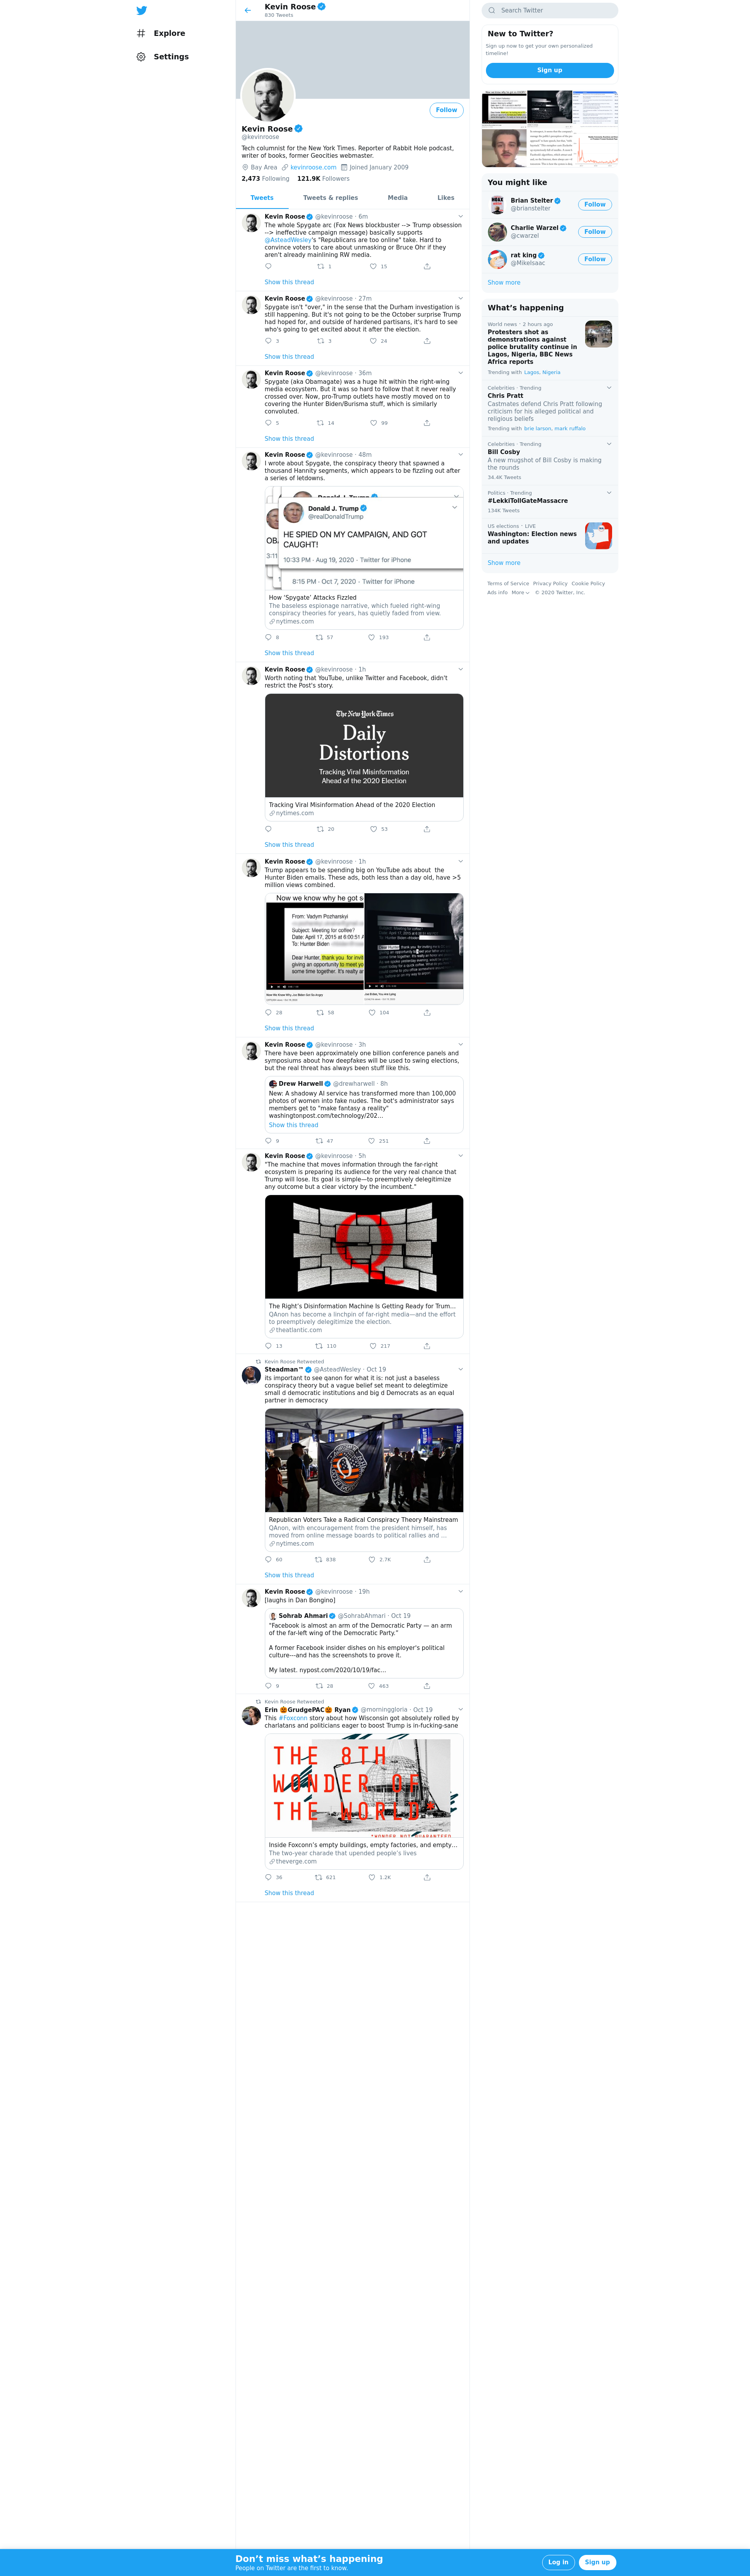 Explore
Settings
Kevin Roose
830 Tweets
Follow
Kevin Roose
@kevinroose
Tech columnist for the New York Times. Reporter of Rabbit Hole podcast,
writer of books, former Geocities webmaster.
Bay Area kevinroose.com Joined January 2009
2,473 Following 121.9K Followers
Tweets Tweets & replies Media Likes
Kevin Roose @kevinroose · 6m
The whole Spygate arc (Fox News blockbuster --> Trump obsession
--> ineffective campaign message) basically supports
@AsteadWesley's "Republicans are too online" take. Hard to
convince voters to care about unmasking or Bruce Ohr if they
aren't already mainlining RW media.
1 15
Show this thread
Kevin Roose @kevinroose · 27m
Spygate isn't "over," in the sense that the Durham investigation is
still happening. But it's not going to be the October surprise Trump
had hoped for, and outside of hardened partisans, it's hard to see
who's going to get excited about it after the election.
3 3 24
Show this thread
Kevin Roose @kevinroose · 36m
Spygate (aka Obamagate) was a huge hit within the right-wing
media ecosystem. But it was so hard to follow that it never really
crossed over. Now, pro-Trump outlets have mostly moved on to
covering the Hunter Biden/Burisma stuff, which is similarly
convoluted.
5 14 99
Show this thread
Kevin Roose @kevinroose · 48m
I wrote about Spygate, the conspiracy theory that spawned a
thousand Hannity segments, which appears to be fizzling out after
a series of letdowns.
Donald J. Trump
@realDonaldTrump
HE SPIED ON MY CAMPAIGN, AND GOT
CAUGHT!
10:33 PM · Aug 19, 2020 · Twitter for iPhone
8:15 PM · Oct 7, 2020 · Twitter for iPhone
How ‘Spygate’ Attacks Fizzled
The baseless espionage narrative, which fueled right-wing
conspiracy theories for years, has quietly faded from view.
nytimes.com
8 57 193
Show this thread
Kevin Roose @kevinroose · 1h
Worth noting that YouTube, unlike Twitter and Facebook, didn't
restrict the Post's story.
The New York Times
Daily
Distortions
Tracking Viral Misinformation
Ahead of the 2020 Election
Tracking Viral Misinformation Ahead of the 2020 Election
nytimes.com
20 53
Show this thread
Kevin Roose @kevinroose · 1h
Trump appears to be spending big on YouTube ads about the
Hunter Biden emails. These ads, both less than a day old, have >5
million views combined.
Now we know why he got s
From: Vadym Pozharskyi
Subject: Meeting for coffee?
Date: April 17, 2015 at 6:00:51 A
To: Hunter Biden
Dear Hunter, thank you for invit
giving an opportunity to meet yo
some time together. It's really an
28 58 104
Show this thread
Kevin Roose @kevinroose · 3h
There have been approximately one billion conference panels and
symposiums about how deepfakes will be used to swing elections,
but the real threat has always been stuff like this.
Drew Harwell @drewharwell · 8h
New: A shadowy AI service has transformed more than 100,000
photos of women into fake nudes. The bot's administrator says
members get to "make fantasy a reality"
washingtonpost.com/technology/202...
Show this thread
9 47 251
Kevin Roose @kevinroose · 5h
"The machine that moves information through the far-right
ecosystem is preparing its audience for the very real chance that
Trump will lose. Its goal is simple—to preemptively delegitimize
any outcome but a clear victory by the incumbent."
Q
The Right’s Disinformation Machine Is Getting Ready for Trum...
QAnon has become a linchpin of far-right media—and the effort
to preemptively delegitimize the election.
theatlantic.com
13 110 217
Kevin Roose Retweeted
Steadman™ @AsteadWesley · Oct 19
its important to see qanon for what it is: not just a baseless
conspiracy theory but a vague belief set meant to delegtimize
small d democratic institutions and big d Democrats as an equal
partner in democracy
Republican Voters Take a Radical Conspiracy Theory Mainstream
QAnon, with encouragement from the president himself, has
moved from online message boards to political rallies and ...
nytimes.com
60 838 2.7K
Show this thread
Kevin Roose @kevinroose · 19h
[laughs in Dan Bongino]
Sohrab Ahmari @SohrabAhmari · Oct 19
“Facebook is almost an arm of the Democratic Party — an arm
of the far-left wing of the Democratic Party.”
A former Facebook insider dishes on his employer's political
culture---and has the screenshots to prove it.
My latest. nypost.com/2020/10/19/fac...
9 28 463
Kevin Roose Retweeted
Erin 🎃GrudgePAC🎃 Ryan @morninggloria · Oct 19
This #Foxconn story about how Wisconsin got absolutely rolled by
charlatans and politicians eager to boost Trump is in-fucking-sane
THE 8TH
WONDER OF
THE WORLD*
*WONDER NOT GUARANTEED
Inside Foxconn’s empty buildings, empty factories, and empty...
The two-year charade that upended people’s lives
theverge.com
36 621 1.2K
Show this thread
Search Twitter
New to Twitter?
Sign up now to get your own personalized
timeline!
Sign up
You might like
Brian Stelter
@brianstelter
Follow
Charlie Warzel
@cwarzel
Follow
rat king
@MikeIsaac
Follow
Show more
What’s happening
World news · 2 hours ago
Protesters shot as
demonstrations against
police brutality continue in
Lagos, Nigeria, BBC News
Africa reports
Trending with Lagos, Nigeria
Celebrities · Trending
Chris Pratt
Castmates defend Chris Pratt following
criticism for his alleged political and
religious beliefs
Trending with brie larson, mark ruffalo
Celebrities · Trending
Bill Cosby
A new mugshot of Bill Cosby is making
the rounds
34.4K Tweets
Politics · Trending
#LekkiTollGateMassacre
134K Tweets
US elections · LIVE
Washington: Election news
and updates
Show more
Terms of Service Privacy Policy Cookie Policy
Ads info More © 2020 Twitter, Inc.
Don’t miss what’s happening
People on Twitter are the first to know.
Log in Sign up